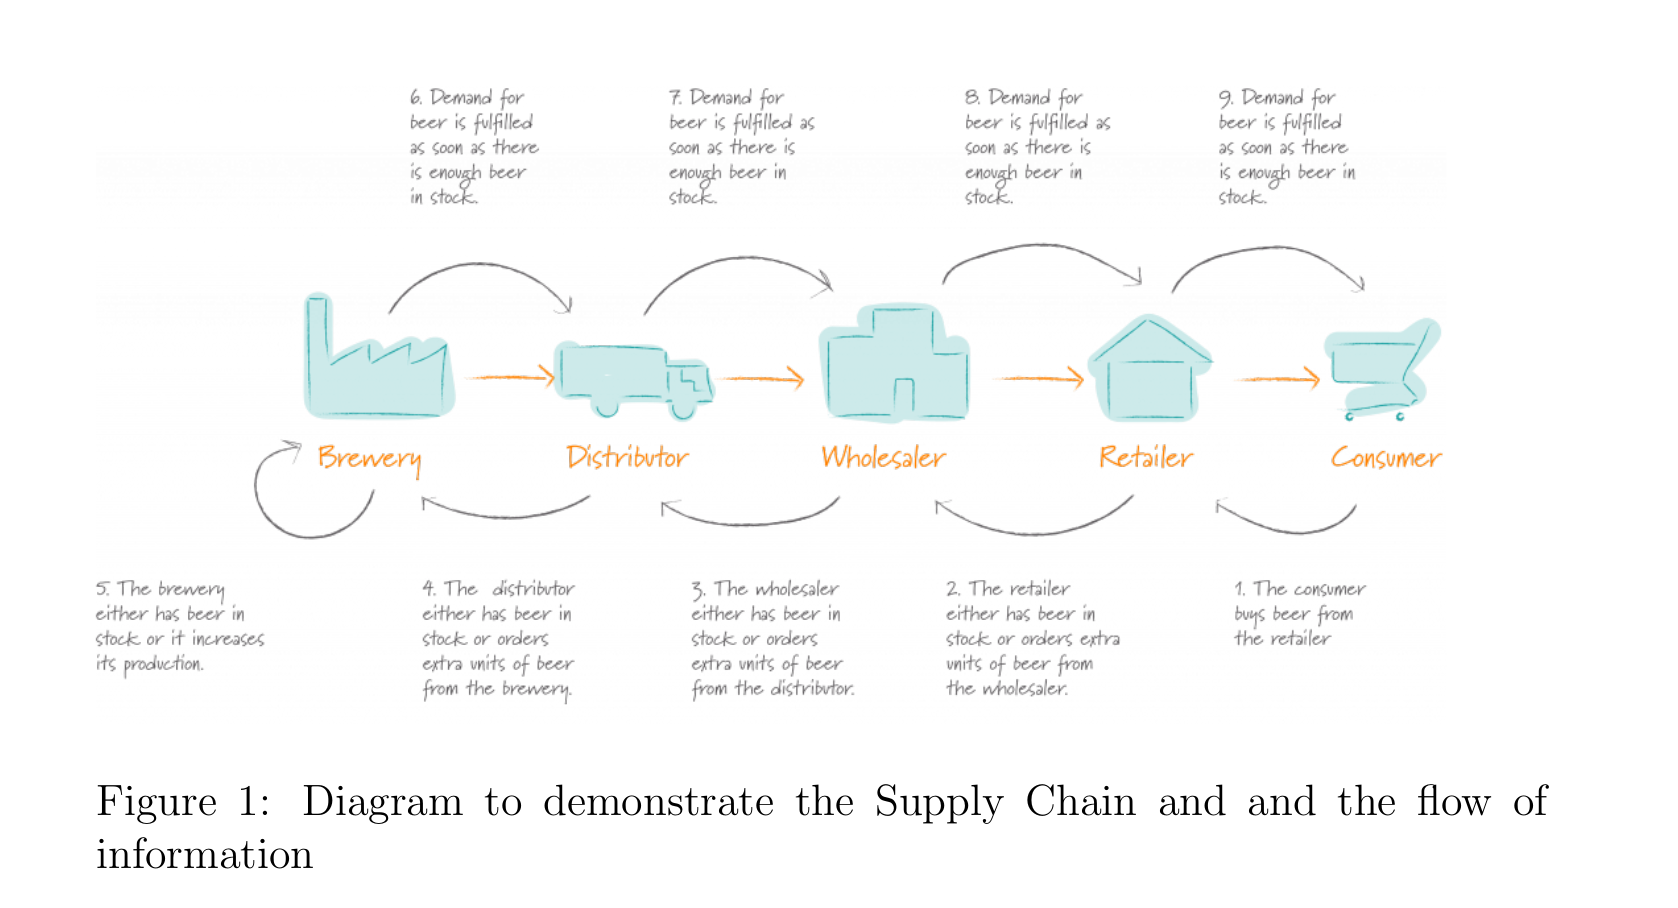 6. Demand for
beer is fulfilled
as soon as there
is enough beer
in stock.
7. Demand for
beer is fulfilled as
soon as there is
enough beer in
stock.
8. Demand for
beer is fulfilled as
soon as there is
enough beer in
stock.
9. Demand for
beer is fulfilled
as soon as there
is enough beer in
stock.
Brewery
Distributor
Wholesaler
Retailer
Consumer
5. The brewery
either has beer in
stock or it increases
its production.
4. The distributor
either has beer in
stock or orders
extra units of beer
from the brewery.
3. The wholesaler
either has beer in
stock or orders
extra units of beer
from the distributor.
2. The retailer
either has beer in
stock or orders extra
units of beer from
the wholesaler.
1. The consumer
buys beer from
the retailer
Figure 1: Diagram to demonstrate the Supply Chain and and the flow of
information